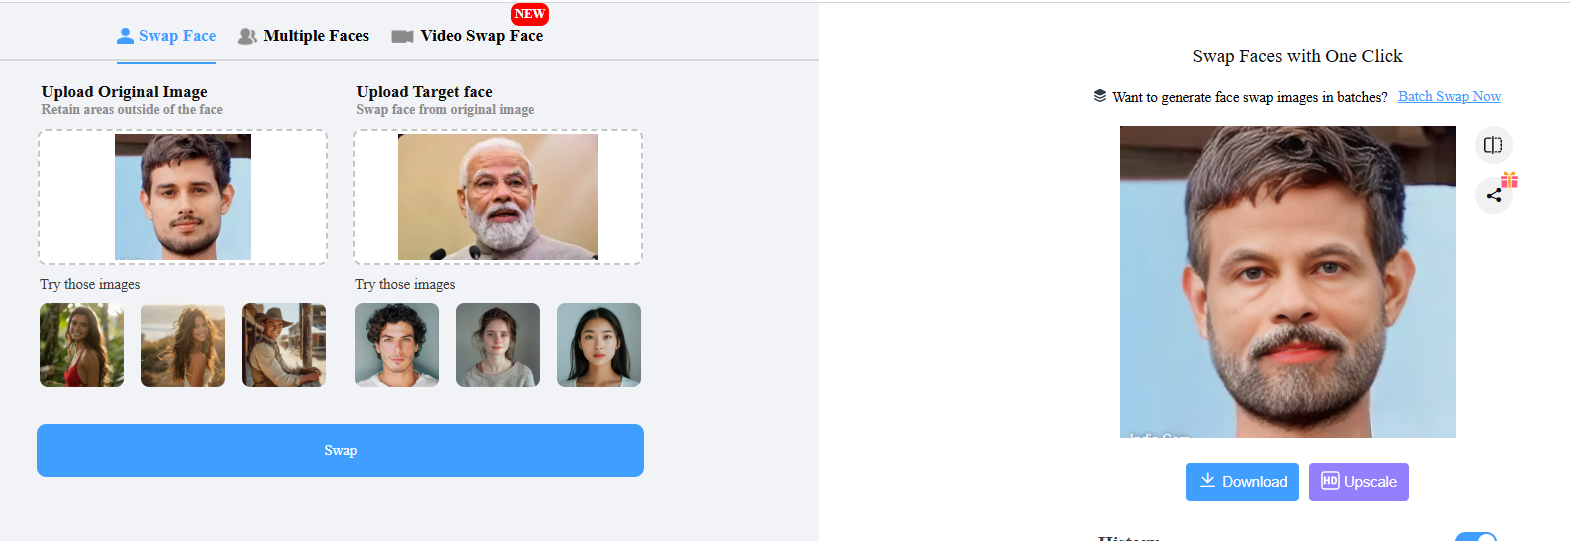 NEW
Swap Face
Multiple Faces
Video Swap Face
Upload Original Image
Retain areas outside of the face
Upload Target face
Swap face from original image
Try those images
Try those images
Swap
Swap Faces with One Click
Want to generate face swap images in batches? Batch Swap Now
Download
HD Upscale